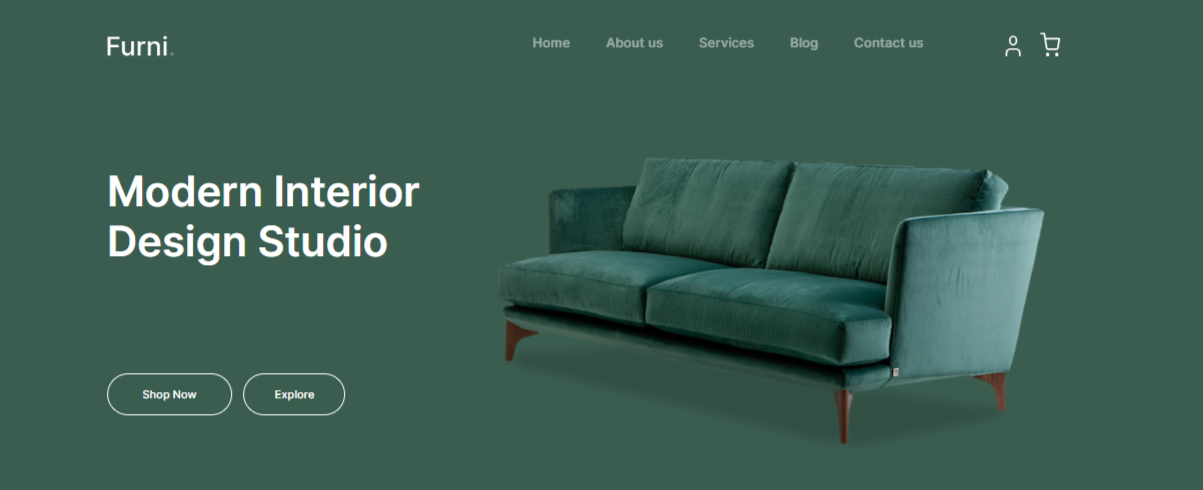 Furni.
Home About us Services Blog Contact us
Modern Interior
Design Studio
Shop Now Explore